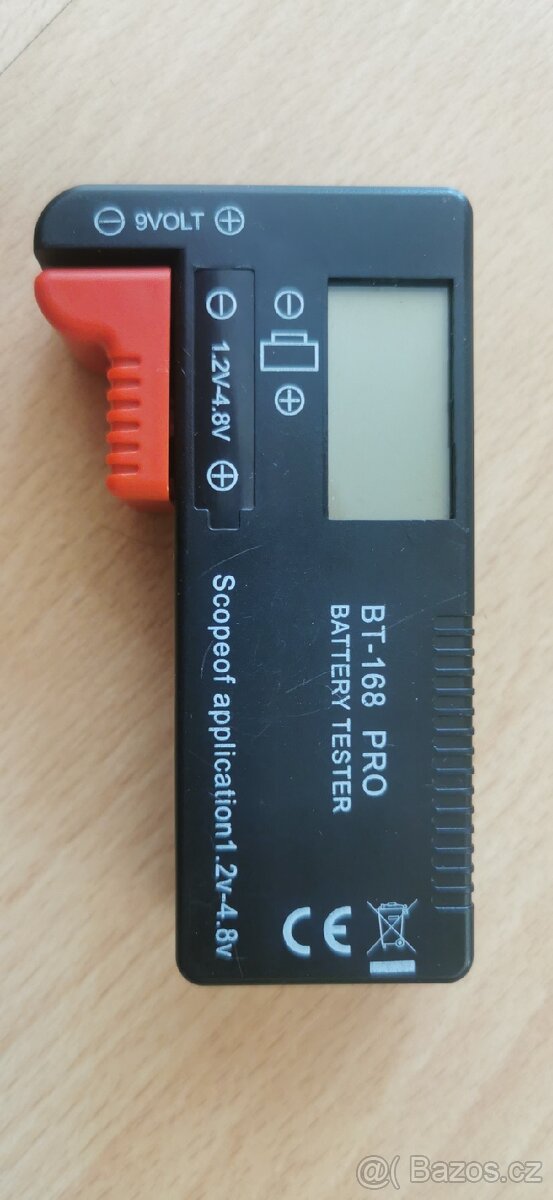 ⊖ 9VOLT ⊕
⊖ 1.2V-4.8V ⊕
⊖
⊕
BT-168 PRO
BATTERY TESTER
Scopeof application1.2v-4.8v
CE
@( Bazos.cz